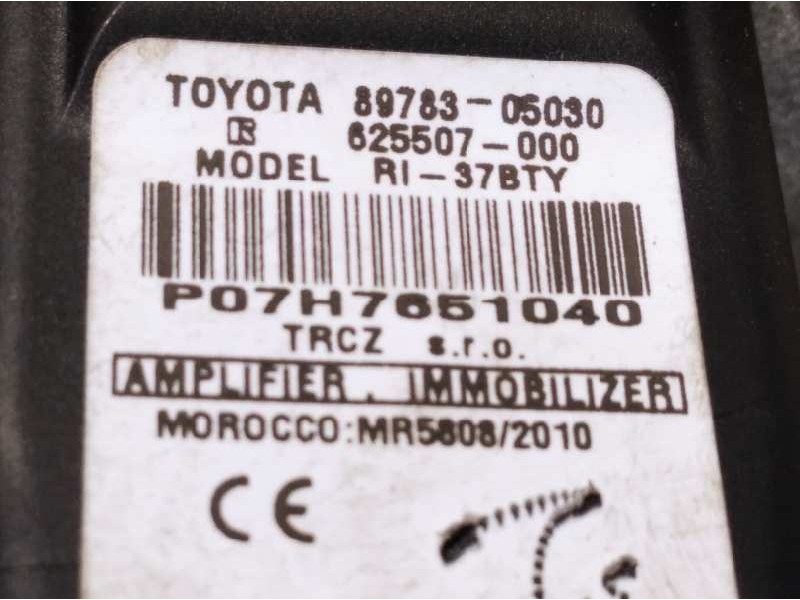 TOYOTA 89783-05030
R 625507-000
MODEL RI-37BTY
P07H7651040
TRCZ s.r.o.
AMPLIFIER, IMMOBILIZER
MOROCCO:MR5808/2010
CE